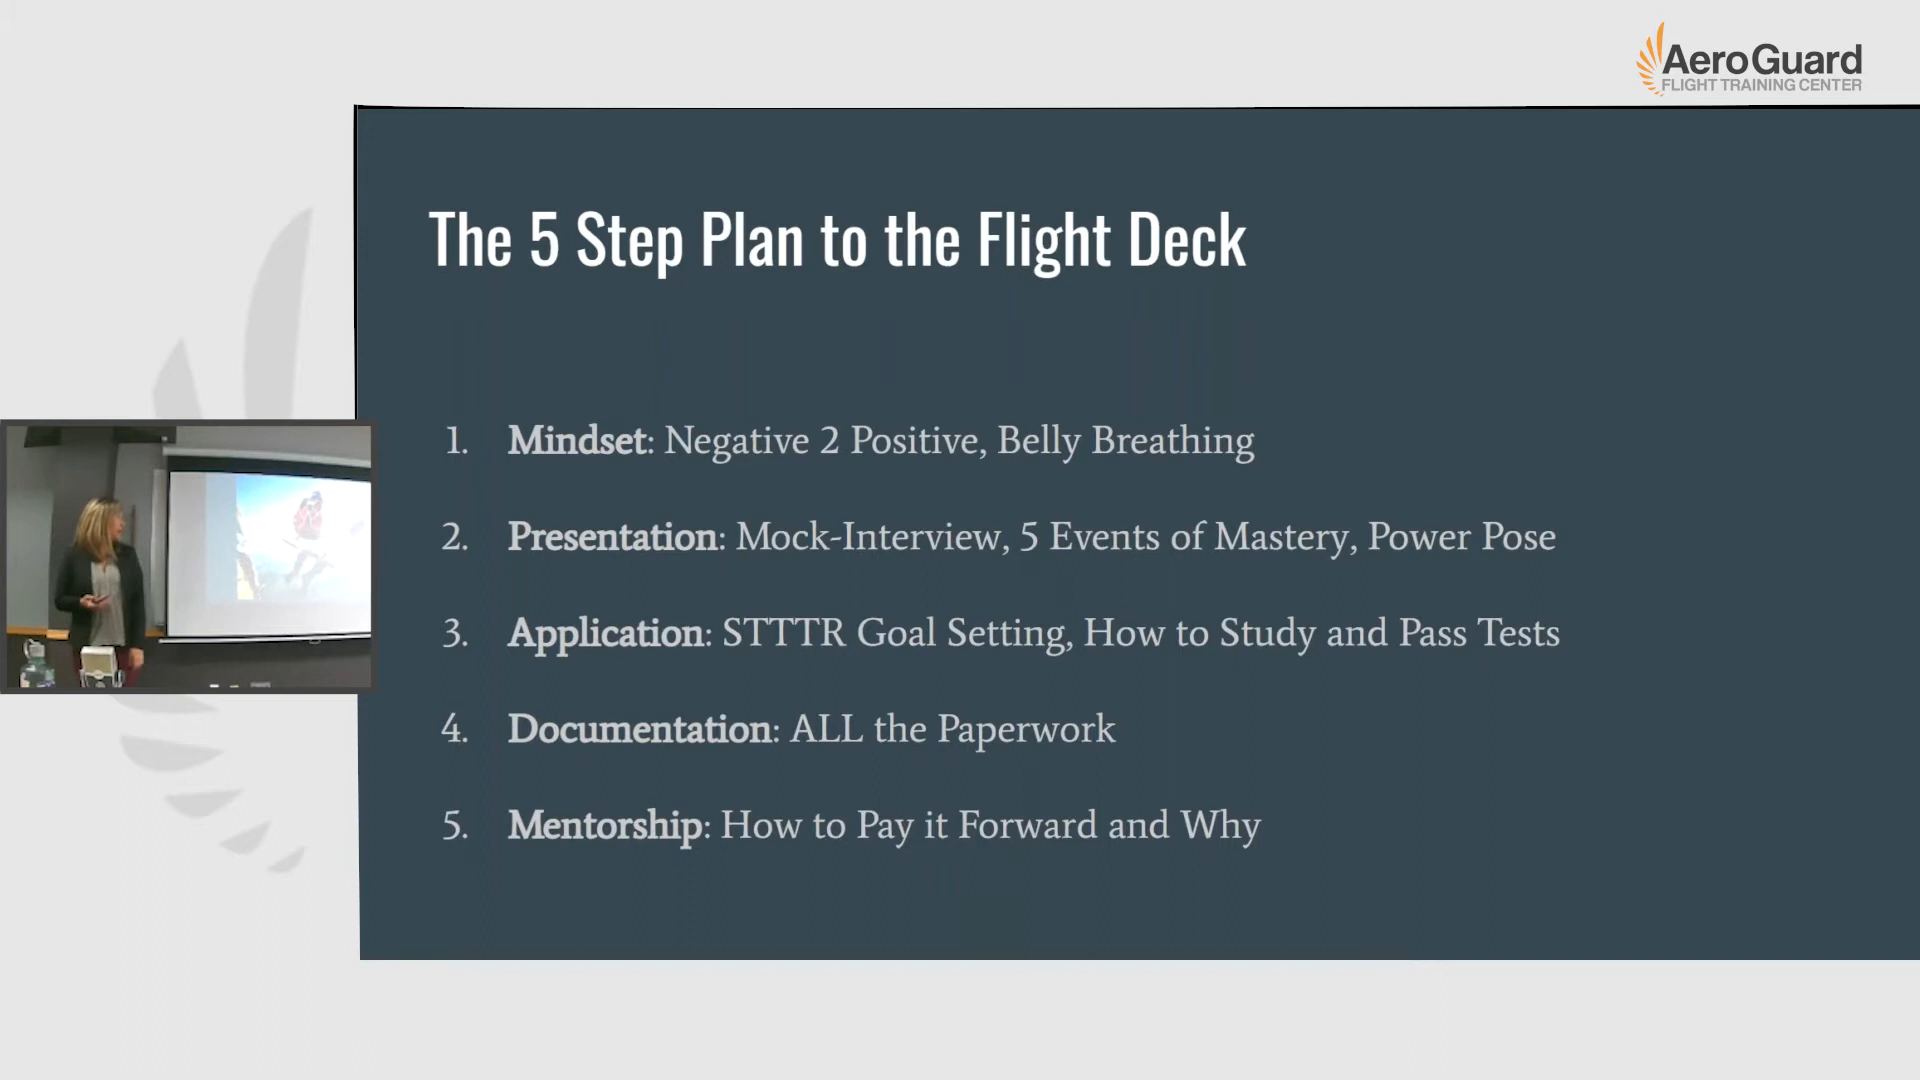 AeroGuard
FLIGHT TRAINING CENTER
The 5 Step Plan to the Flight Deck
1. Mindset: Negative 2 Positive, Belly Breathing
2. Presentation: Mock-Interview, 5 Events of Mastery, Power Pose
3. Application: STTTR Goal Setting, How to Study and Pass Tests
4. Documentation: ALL the Paperwork
5. Mentorship: How to Pay it Forward and Why